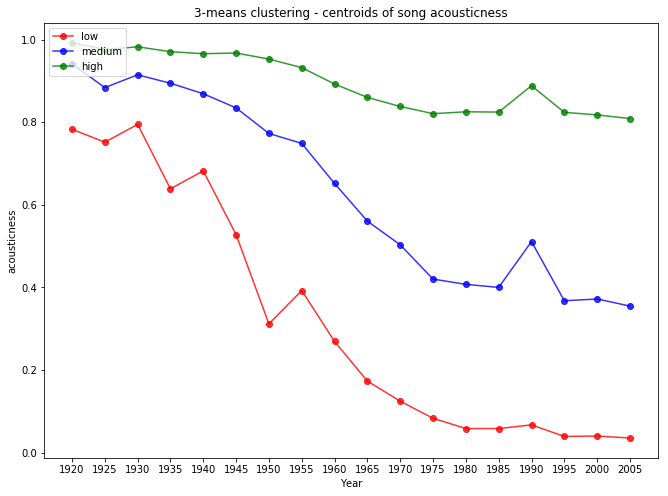 3-means clustering - centroids of song acousticness
low
medium
high
1.0
0.8
0.6
0.4
0.2
0.0
acousticness
1920 1925 1930 1935 1940 1945 1950 1955 1960 1965 1970 1975 1980 1985 1990 1995 2000 2005
Year